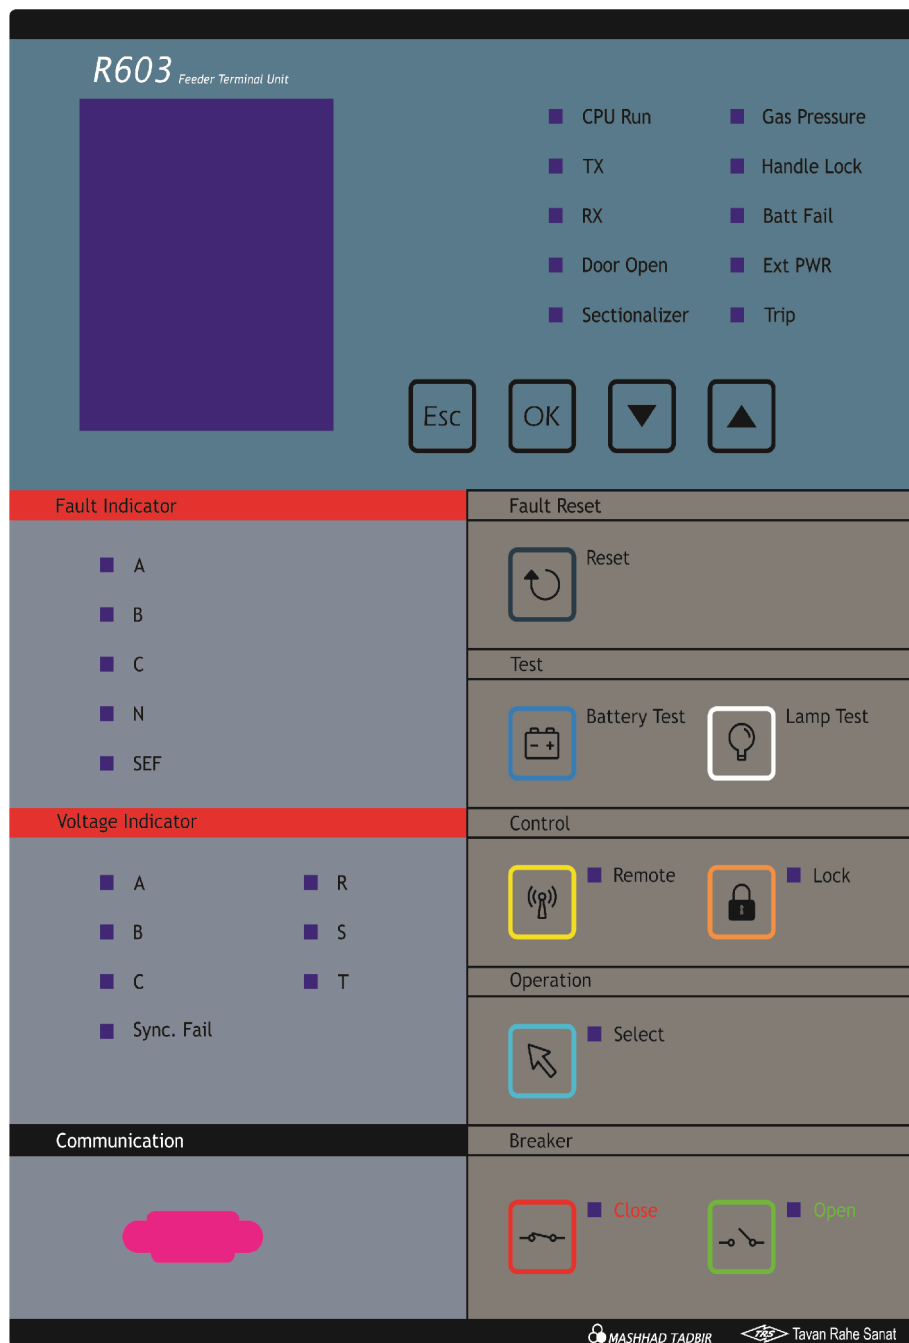 R603 Feeder Terminal Unit
CPU Run
TX
RX
Door Open
Sectionalizer
Gas Pressure
Handle Lock
Batt Fail
Ext PWR
Trip
Esc
OK
Fault Indicator
A
B
C
N
SEF
Voltage Indicator
A
B
C
Sync. Fail
R
S
T
Communication
Fault Reset
Reset
Test
Battery Test
Lamp Test
Control
Remote
Lock
Operation
Select
Breaker
Close
Open
MASHHAD TADBIR
TRS Tavan Rahe Sanat